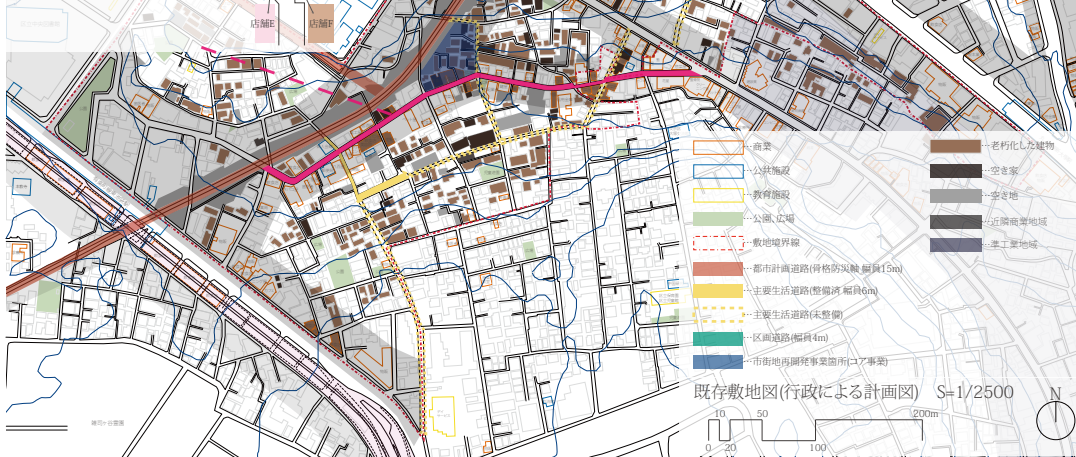 店舗E
店舗F
商業
公共施設
教育施設
公園、広場
敷地境界線
都市計画道路(骨格防災軸 幅員15m)
主要生活道路(整備済 幅員6m)
主要生活道路(未整備)
区画道路(幅員4m)
市街地再開発事業箇所(コア事業)
老朽化した建物
空き家
空き地
近隣商業地域
準工業地域
既存敷地図(行政による計画図) S=1/2500
N
10 50 200m
0 20 100
雑司ヶ谷霊園